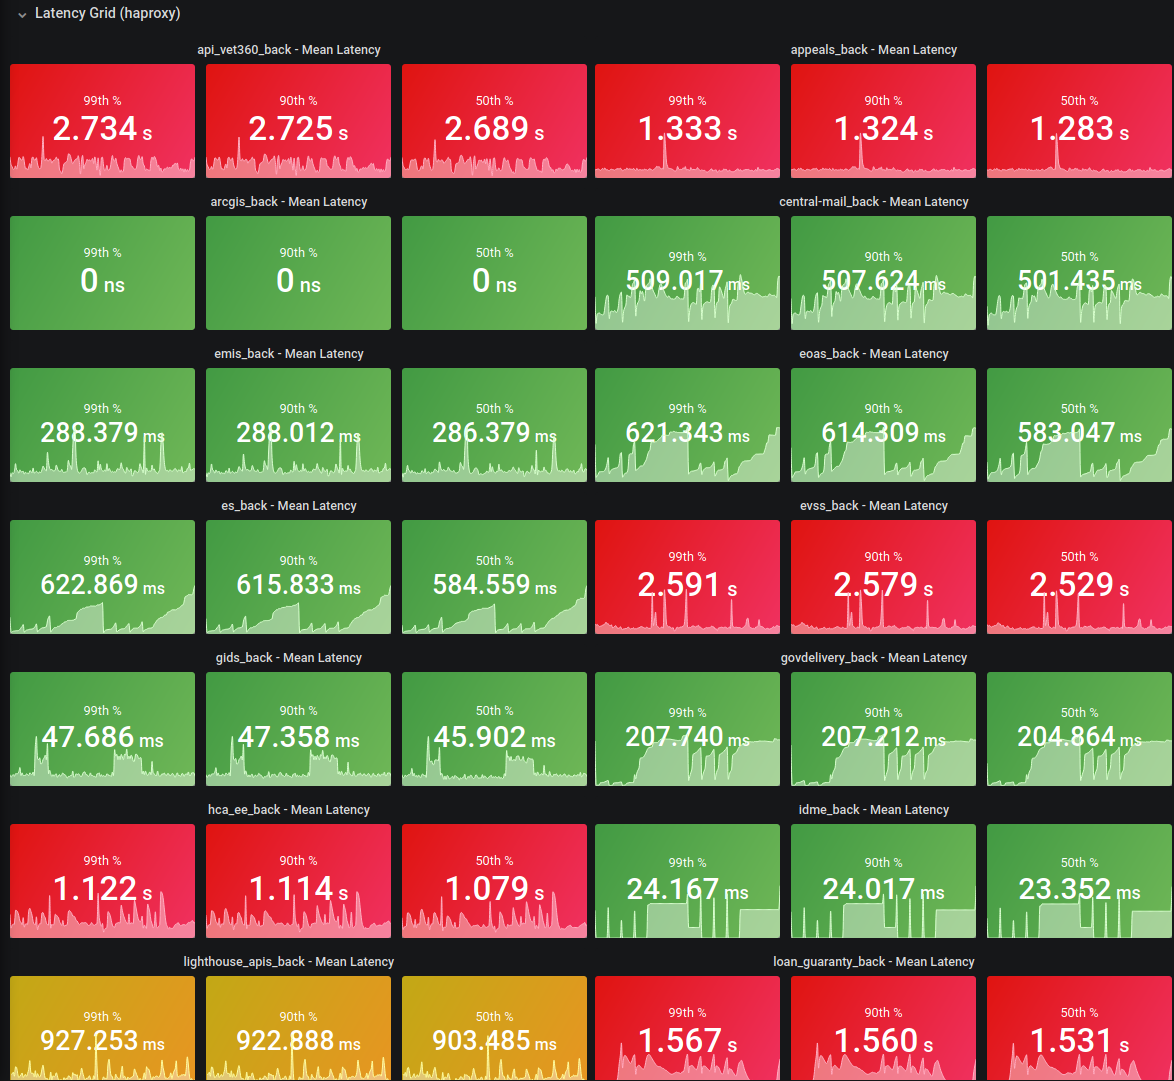 Latency Grid (haproxy)
api_vet360_back - Mean Latency
99th %
2.734 s
90th %
2.725 s
50th %
2.689 s
appeals_back - Mean Latency
99th %
1.333 s
90th %
1.324 s
50th %
1.283 s
arcgis_back - Mean Latency
99th %
0 ns
90th %
0 ns
50th %
0 ns
central-mail_back - Mean Latency
99th %
509.017 ms
90th %
507.624 ms
50th %
501.435 ms
emis_back - Mean Latency
99th %
288.379 ms
90th %
288.012 ms
50th %
286.379 ms
eoas_back - Mean Latency
99th %
621.343 ms
90th %
614.309 ms
50th %
583.047 ms
es_back - Mean Latency
99th %
622.869 ms
90th %
615.833 ms
50th %
584.559 ms
evss_back - Mean Latency
99th %
2.591 s
90th %
2.579 s
50th %
2.529 s
gids_back - Mean Latency
99th %
47.686 ms
90th %
47.358 ms
50th %
45.902 ms
govdelivery_back - Mean Latency
99th %
207.740 ms
90th %
207.212 ms
50th %
204.864 ms
hca_ee_back - Mean Latency
99th %
1.122 s
90th %
1.114 s
50th %
1.079 s
idme_back - Mean Latency
99th %
24.167 ms
90th %
24.017 ms
50th %
23.352 ms
lighthouse_apis_back - Mean Latency
99th %
927.253 ms
90th %
922.888 ms
50th %
903.485 ms
loan_guaranty_back - Mean Latency
99th %
1.567 s
90th %
1.560 s
50th %
1.531 s